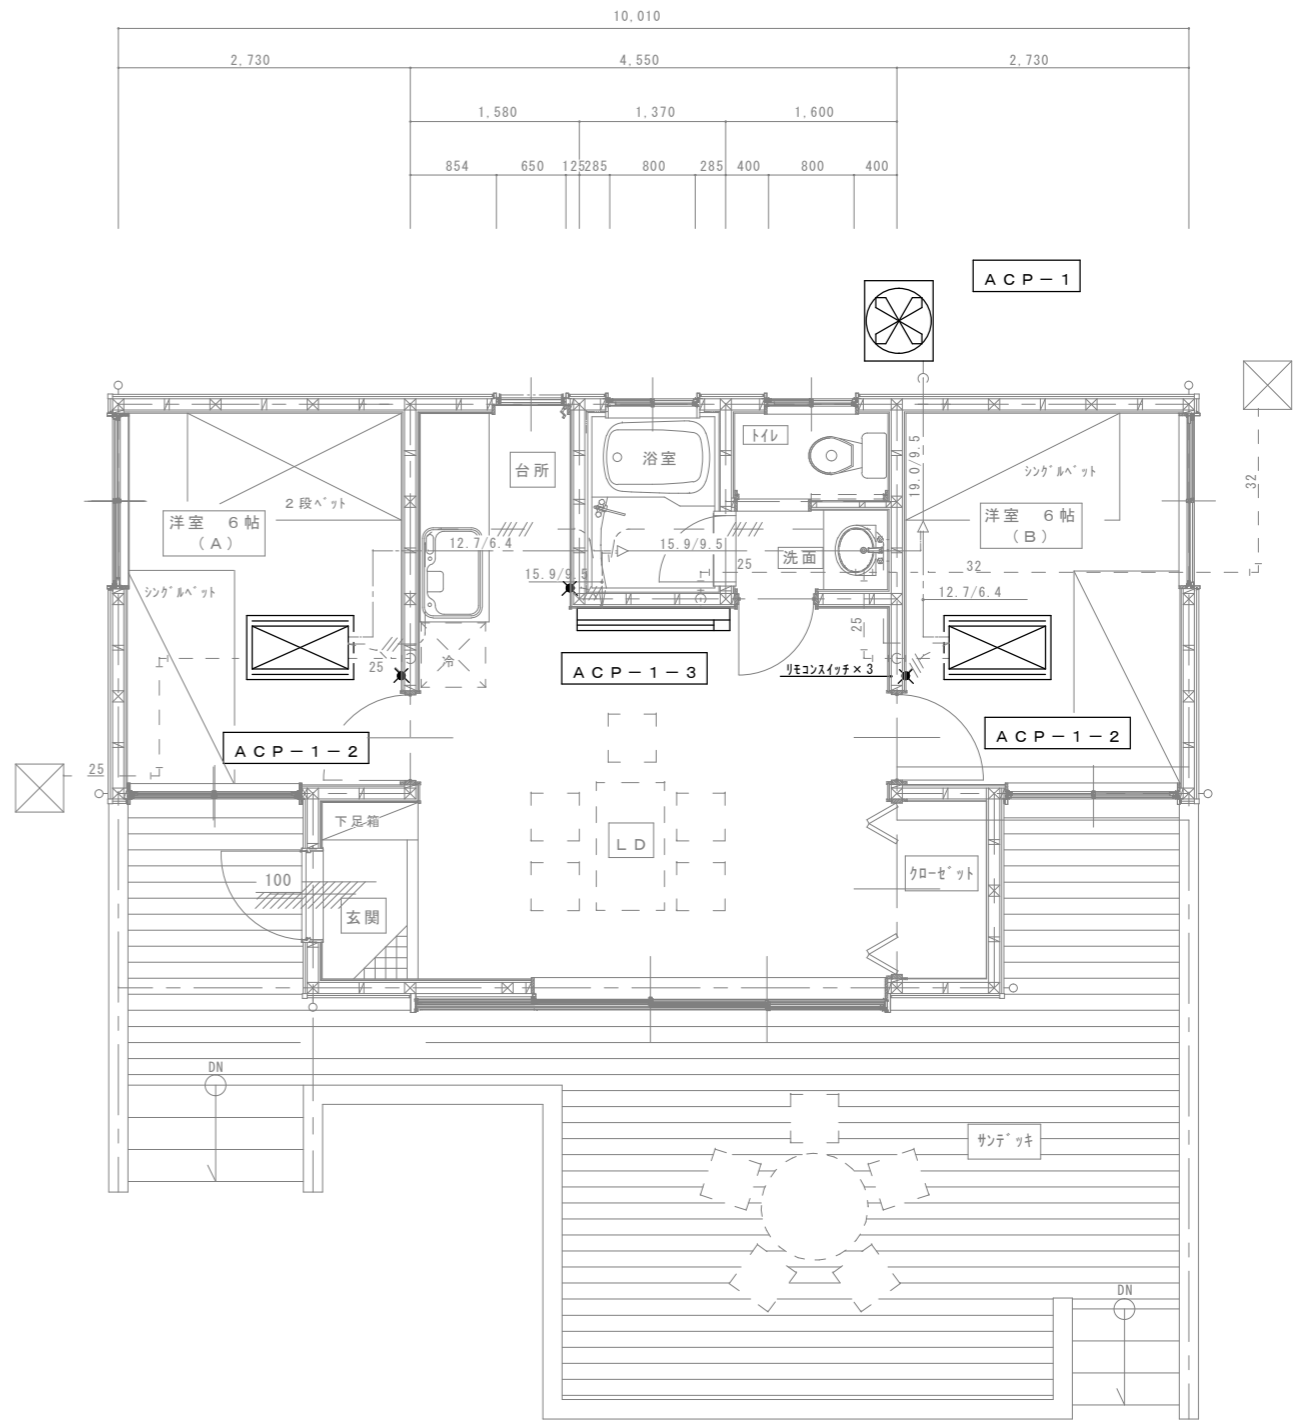 10,010
2,730
4,550
2,730
1,580
1,370
1,600
854
650
125
285
800
285
400
800
400
ACP-1
トイレ
浴室
台所
19.0/9.5
シングルベット
32
2段ベット
洋室 6帖
(A)
洋室 6帖
(B)
12.7/6.4
15.9/9.5
洗面
25
32
15.9/9.5
シングルベット
12.7/6.4
25
冷
25
ACP-1-3
リモコンスイッチ×3
ACP-1-2
ACP-1-2
25
下足箱
LD
クローゼット
100
玄関
DN
サンデッキ
DN